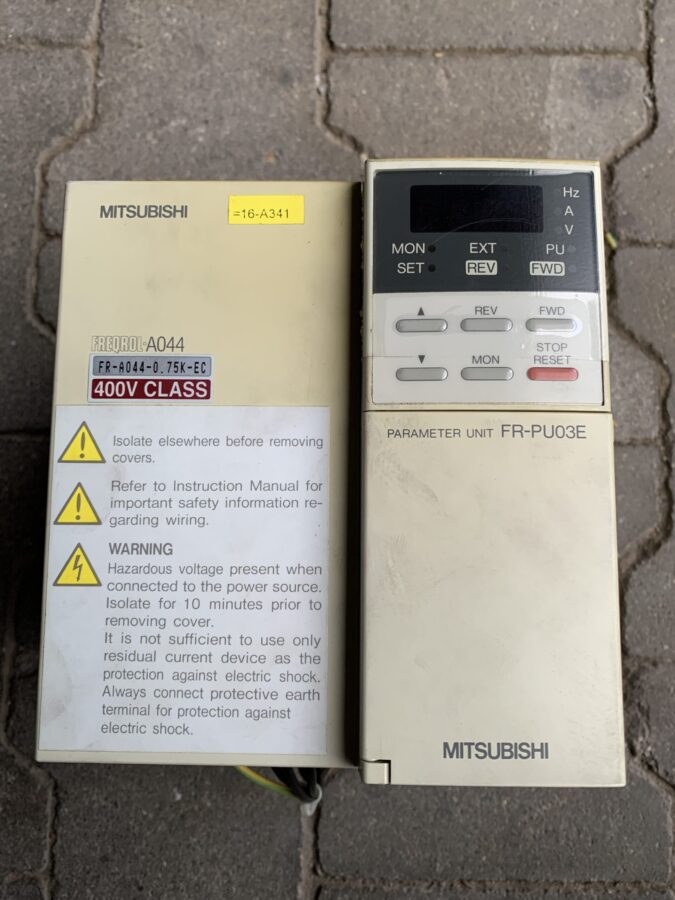 MITSUBISHI
=16-A341
FREQROL-A044
FR-A044-0.75K-EC
400V CLASS
Isolate elsewhere before removing
covers.
Refer to Instruction Manual for
important safety information re-
garding wiring.
WARNING
Hazardous voltage present when
connected to the power source.
Isolate for 10 minutes prior to
removing cover.
It is not sufficient to use only
residual current device as the
protection against electric shock.
Always connect protective earth
terminal for protection against
electric shock.
Hz
A
V
MON EXT PU
SET REV FWD
▲ REV FWD
▼ MON STOP
RESET
PARAMETER UNIT FR-PU03E
MITSUBISHI